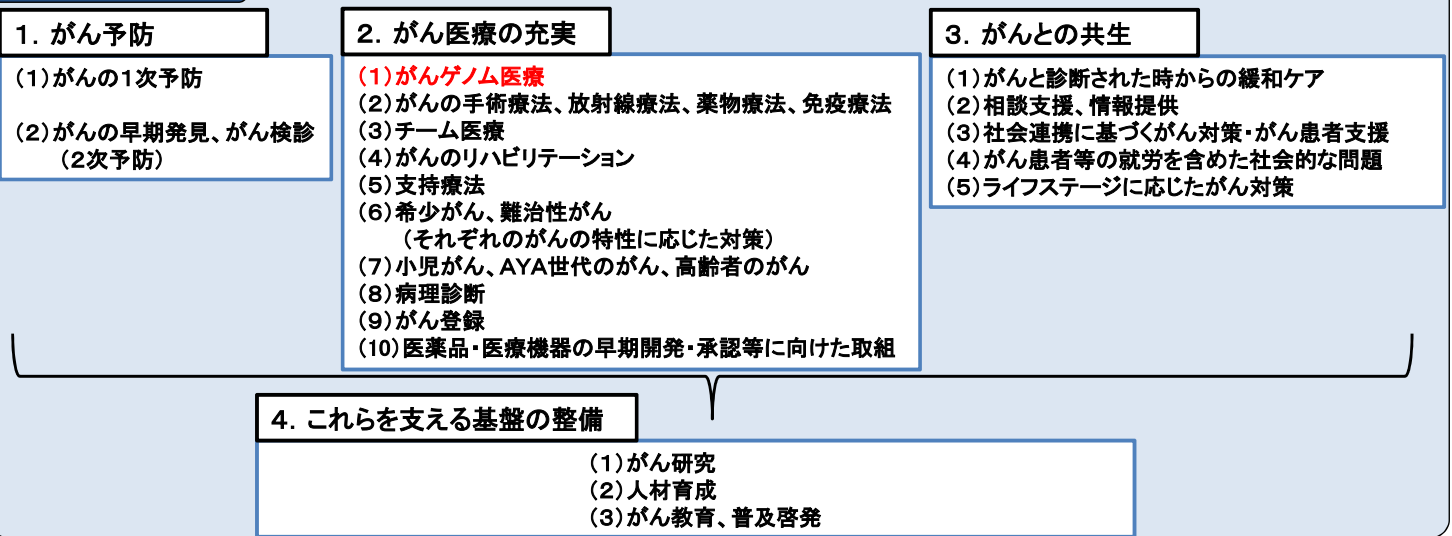 1．がん予防
（1）がんの1次予防
（2）がんの早期発見、がん検診
（2次予防）
2．がん医療の充実
（1）がんゲノム医療
（2）がんの手術療法、放射線療法、薬物療法、免疫療法
（3）チーム医療
（4）がんのリハビリテーション
（5）支持療法
（6）希少がん、難治性がん
（それぞれのがんの特性に応じた対策）
（7）小児がん、AYA世代のがん、高齢者のがん
（8）病理診断
（9）がん登録
（10）医薬品・医療機器の早期開発・承認等に向けた取組
3．がんとの共生
（1）がんと診断された時からの緩和ケア
（2）相談支援、情報提供
（3）社会連携に基づくがん対策・がん患者支援
（4）がん患者等の就労を含めた社会的な問題
（5）ライフステージに応じたがん対策
4．これらを支える基盤の整備
（1）がん研究
（2）人材育成
（3）がん教育、普及啓発